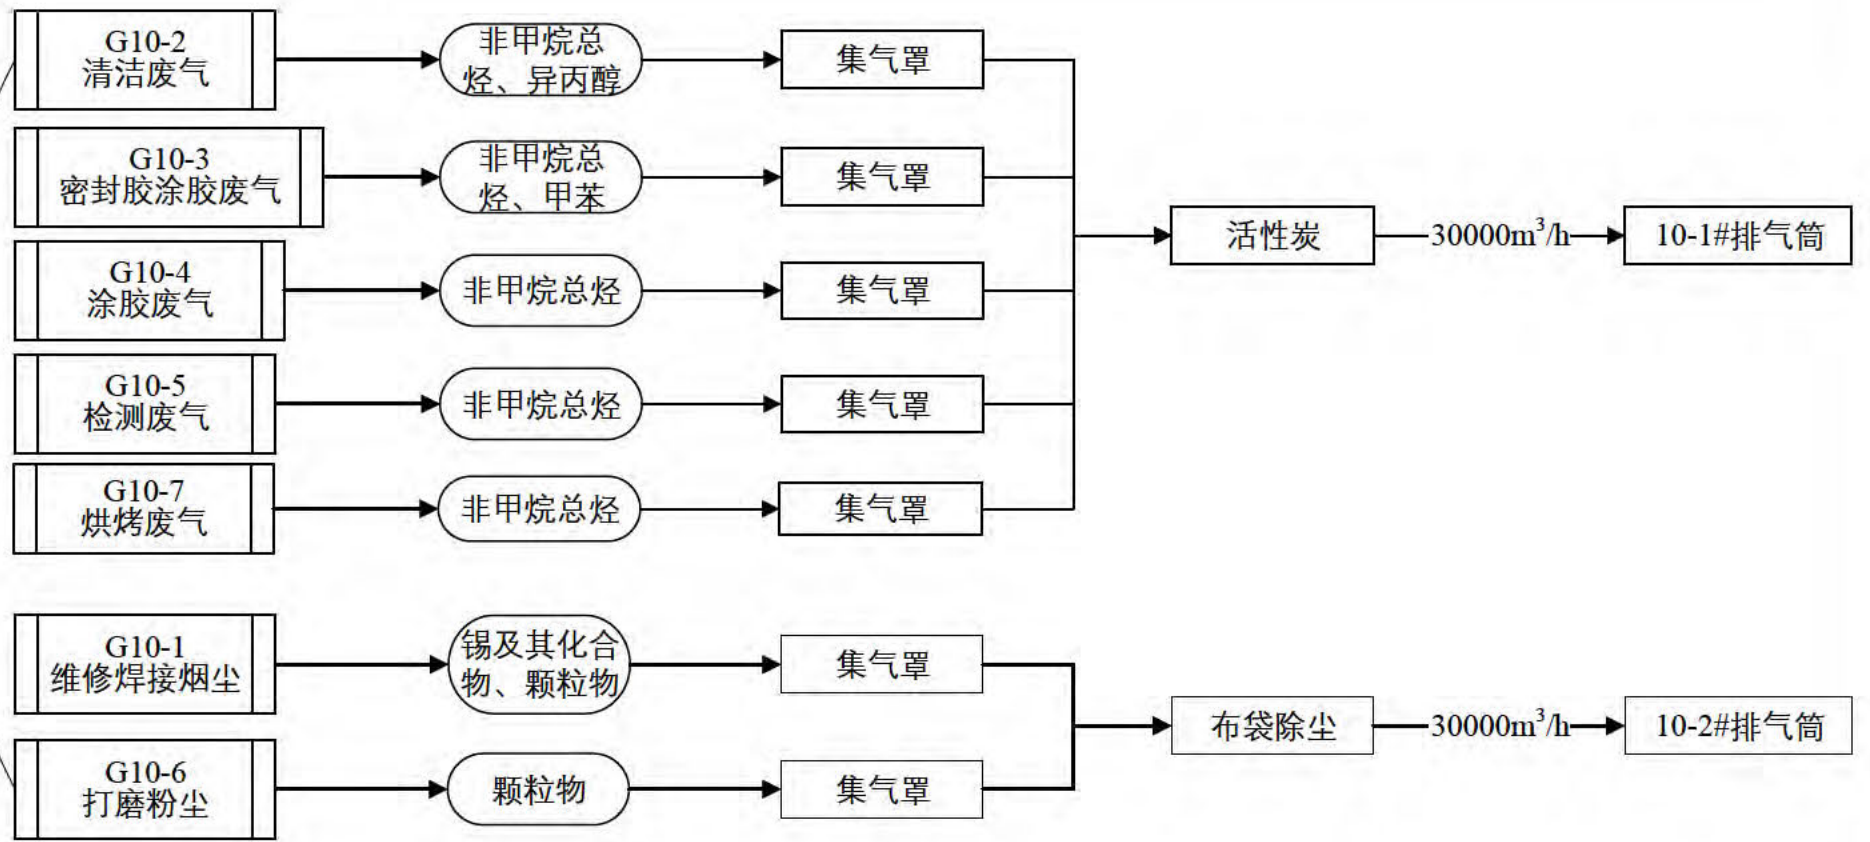 G10-2
清洁废气
非甲烷总
烃、异丙醇
集气罩
G10-3
密封胶涂胶废气
非甲烷总
烃、甲苯
集气罩
G10-4
涂胶废气
非甲烷总烃
集气罩
活性炭
30000m³/h
10-1#排气筒
G10-5
检测废气
非甲烷总烃
集气罩
G10-7
烘烤废气
非甲烷总烃
集气罩
G10-1
维修焊接烟尘
锡及其化合
物、颗粒物
集气罩
布袋除尘
30000m³/h
10-2#排气筒
G10-6
打磨粉尘
颗粒物
集气罩